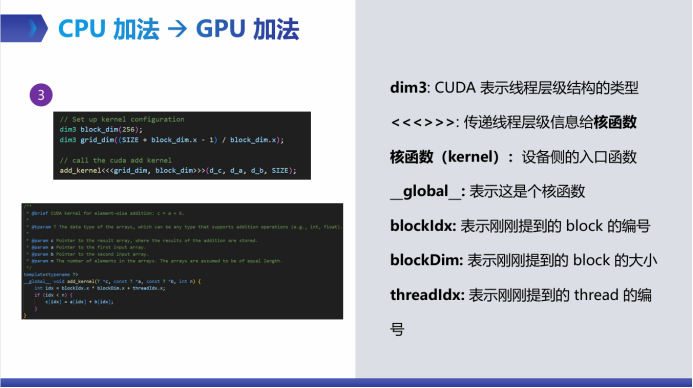 CPU 加法 → GPU 加法
3
// Set up kernel configuration
dim3 block_dim(256);
dim3 grid_dim((SIZE + block_dim.x - 1) / block_dim.x);
// call the cuda add kernel
add_kernel<<<grid_dim, block_dim>>>(d_c, d_a, d_b, SIZE);
/**
* @brief CUDA kernel for element-wise addition: c = a + b.
*
* @tparam T The data type of the arrays, which can be any type that supports addition operations (e.g., int, float).
*
* @param c Pointer to the result array, where the results of the addition are stored.
* @param a Pointer to the first input array.
* @param b Pointer to the second input array.
* @param n The number of elements in the arrays. The arrays are assumed to be of equal length.
*/
template<typename T>
__global__ void add_kernel(T *c, const T *a, const T *b, int n) {
int idx = blockIdx.x * blockDim.x + threadIdx.x;
if (idx < n) {
c[idx] = a[idx] + b[idx];
}
}
dim3: CUDA 表示线程层级结构的类型
<<<>>>: 传递线程层级信息给核函数
核函数（kernel）：设备侧的入口函数
__global__: 表示这是个核函数
blockIdx: 表示刚刚提到的 block 的编号
blockDim: 表示刚刚提到的 block 的大小
threadIdx: 表示刚刚提到的 thread 的编
号